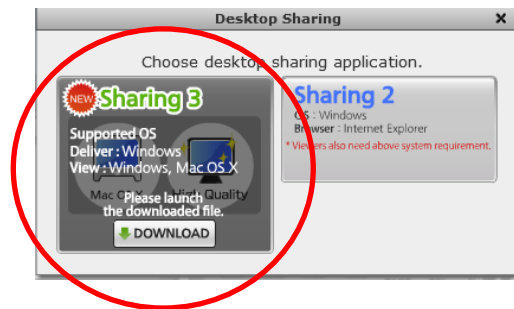 Desktop Sharing
Choose desktop sharing application.
NEW
Sharing 3
Supported OS
Deliver : Windows
View : Windows, Mac OS X
Mac OS X
High Quality
Please launch
the downloaded file.
DOWNLOAD
Sharing 2
OS : Windows
Browser : Internet Explorer
* Viewers also need above system requirement.